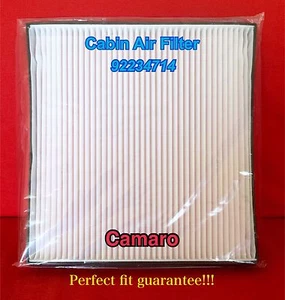 Cabin Air Filter
92234714
Camaro
Perfect fit guarantee!!!